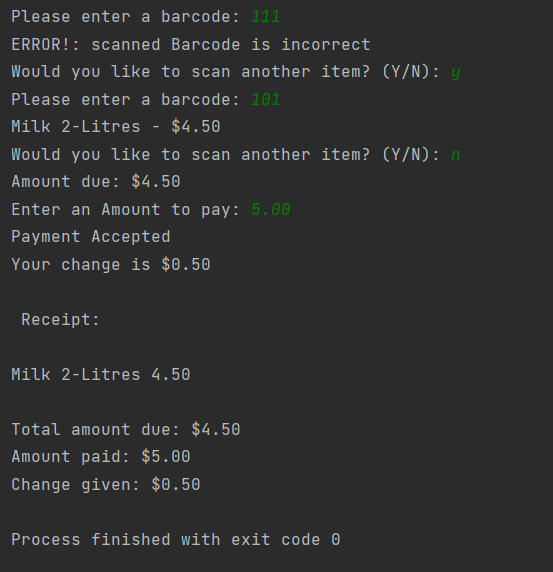 Please enter a barcode: 111
ERROR!: scanned Barcode is incorrect
Would you like to scan another item? (Y/N): y
Please enter a barcode: 101
Milk 2-Litres - $4.50
Would you like to scan another item? (Y/N): n
Amount due: $4.50
Enter an Amount to pay: 5.00
Payment Accepted
Your change is $0.50
Receipt:
Milk 2-Litres 4.50
Total amount due: $4.50
Amount paid: $5.00
Change given: $0.50
Process finished with exit code 0